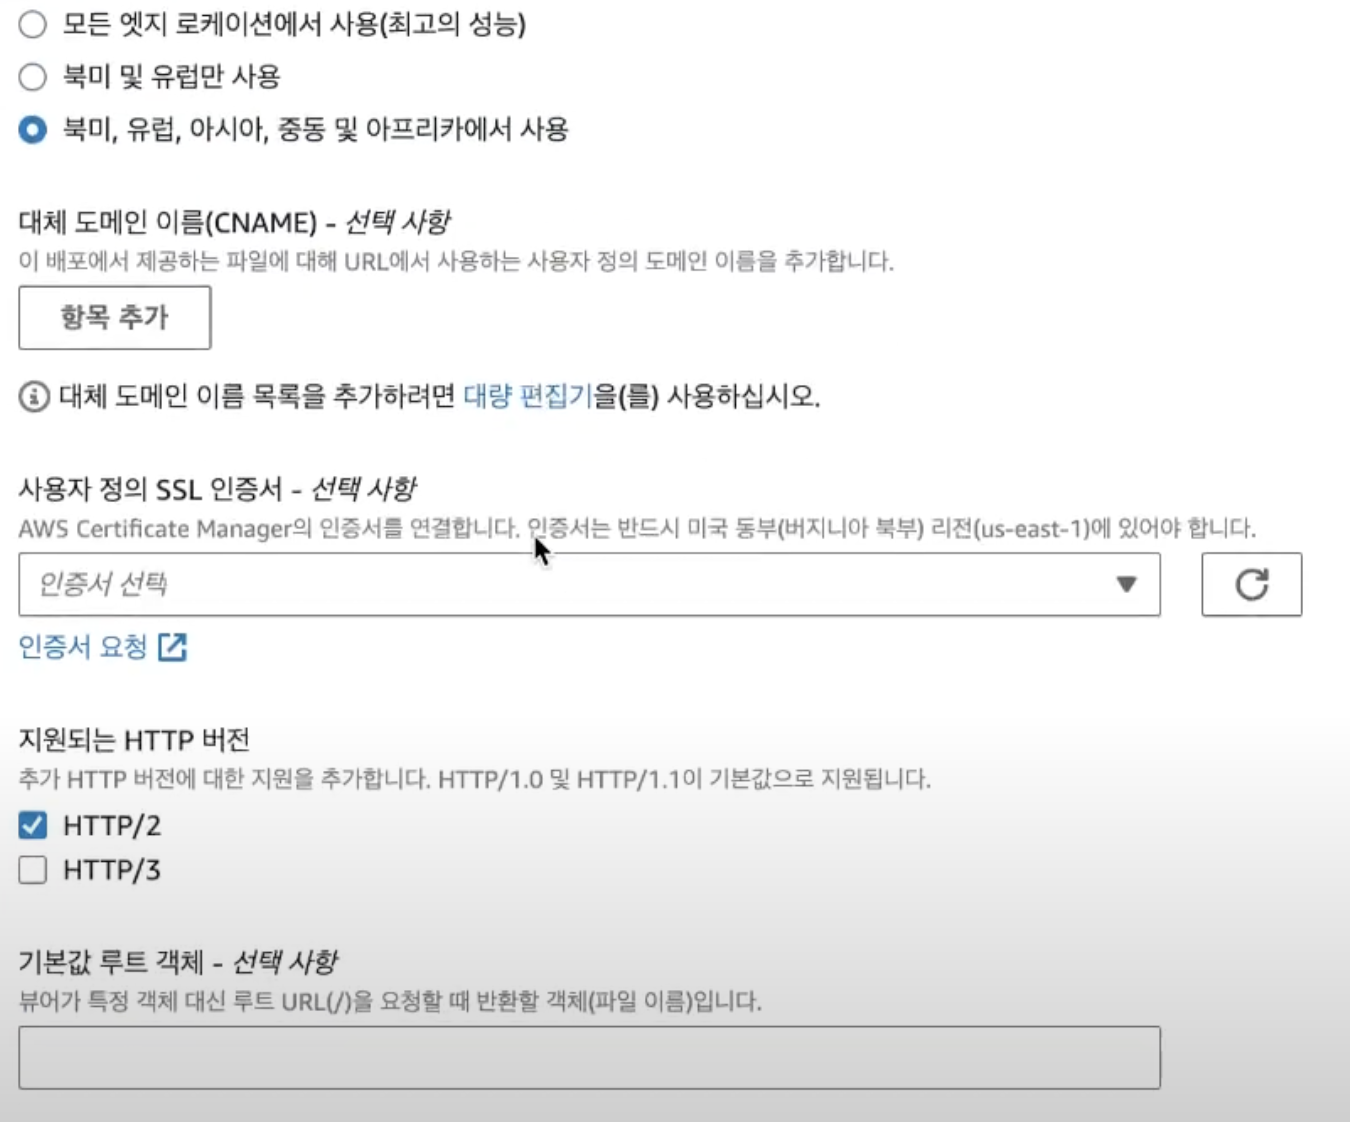 모든 엣지 로케이션에서 사용(최고의 성능)
북미 및 유럽만 사용
북미, 유럽, 아시아, 중동 및 아프리카에서 사용
대체 도메인 이름(CNAME) - 선택 사항
이 배포에서 제공하는 파일에 대해 URL에서 사용하는 사용자 정의 도메인 이름을 추가합니다.
항목 추가
대체 도메인 이름 목록을 추가하려면 대량 편집기을(를) 사용하십시오.
사용자 정의 SSL 인증서 - 선택 사항
AWS Certificate Manager의 인증서를 연결합니다. 인증서는 반드시 미국 동부(버지니아 북부) 리전(us-east-1)에 있어야 합니다.
인증서 선택
인증서 요청
지원되는 HTTP 버전
추가 HTTP 버전에 대한 지원을 추가합니다. HTTP/1.0 및 HTTP/1.1이 기본값으로 지원됩니다.
HTTP/2
HTTP/3
기본값 루트 객체 - 선택 사항
뷰어가 특정 객체 대신 루트 URL(/)을 요청할 때 반환할 객체(파일 이름)입니다.